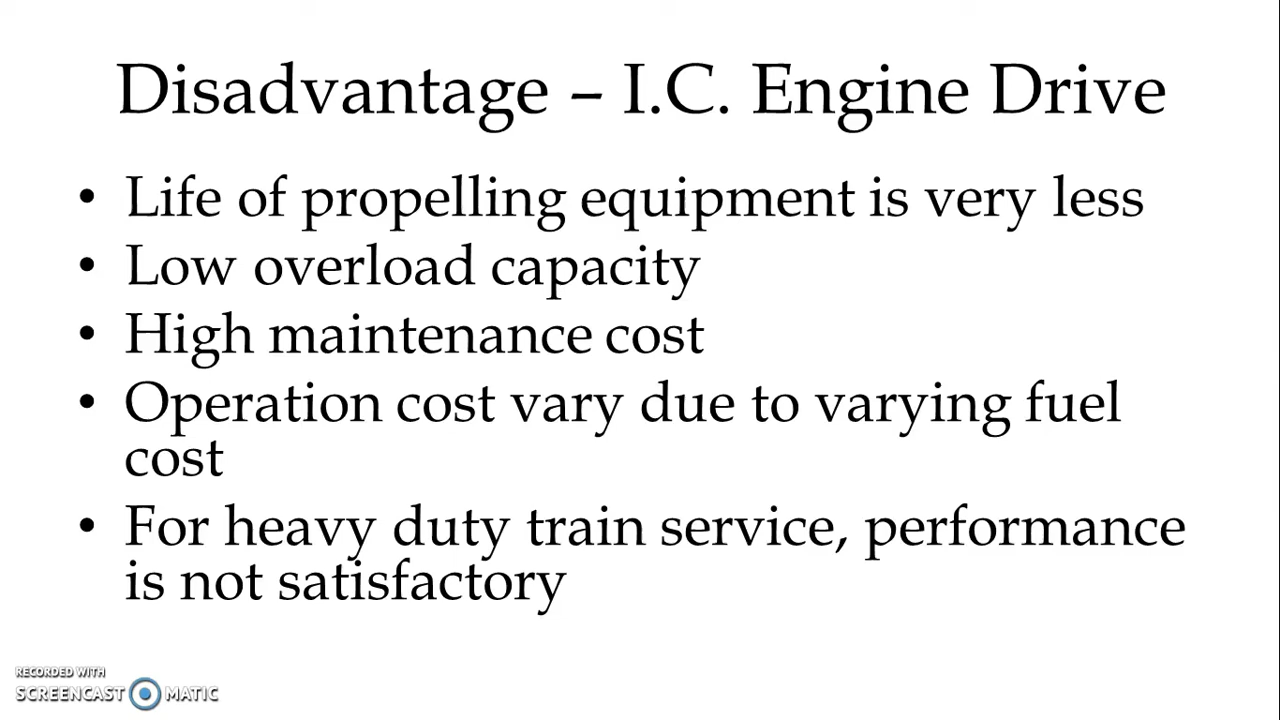 Disadvantage – I.C. Engine Drive
• Life of propelling equipment is very less
• Low overload capacity
• High maintenance cost
• Operation cost vary due to varying fuel
cost
• For heavy duty train service, performance
is not satisfactory
RECORDED WITH
SCREENCAST MATIC